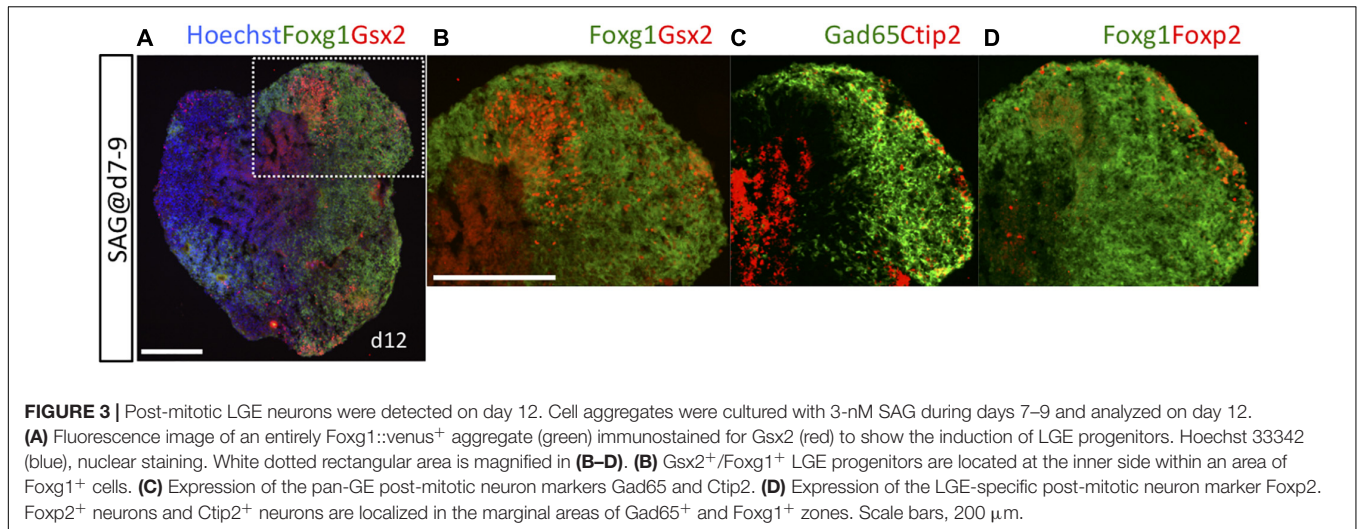 A HoechstFoxg1Gsx2 B Foxg1Gsx2 C Gad65Ctip2 D Foxg1Foxp2
SAG@d7-9
d12
FIGURE 3 | Post-mitotic LGE neurons were detected on day 12. Cell aggregates were cultured with 3-nM SAG during days 7–9 and analyzed on day 12.
(A) Fluorescence image of an entirely Foxg1::venus⁺ aggregate (green) immunostained for Gsx2 (red) to show the induction of LGE progenitors. Hoechst 33342
(blue), nuclear staining. White dotted rectangular area is magnified in (B–D). (B) Gsx2⁺/Foxg1⁺ LGE progenitors are located at the inner side within an area of
Foxg1⁺ cells. (C) Expression of the pan-GE post-mitotic neuron markers Gad65 and Ctip2. (D) Expression of the LGE-specific post-mitotic neuron marker Foxp2.
Foxp2⁺ neurons and Ctip2⁺ neurons are localized in the marginal areas of Gad65⁺ and Foxg1⁺ zones. Scale bars, 200 μm.